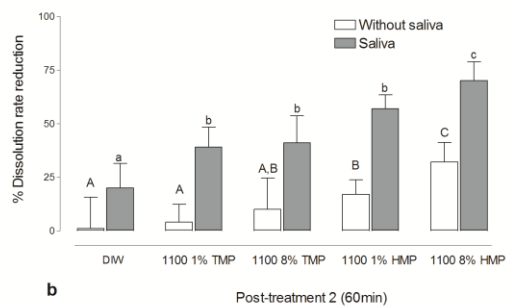 100
75
50
25
0
% Dissolution rate reduction
Without saliva
Saliva
A
a
A
b
A,B
b
B
b
C
c
DIW
1100 1% TMP
1100 8% TMP
1100 1% HMP
1100 8% HMP
b
Post-treatment 2 (60min)